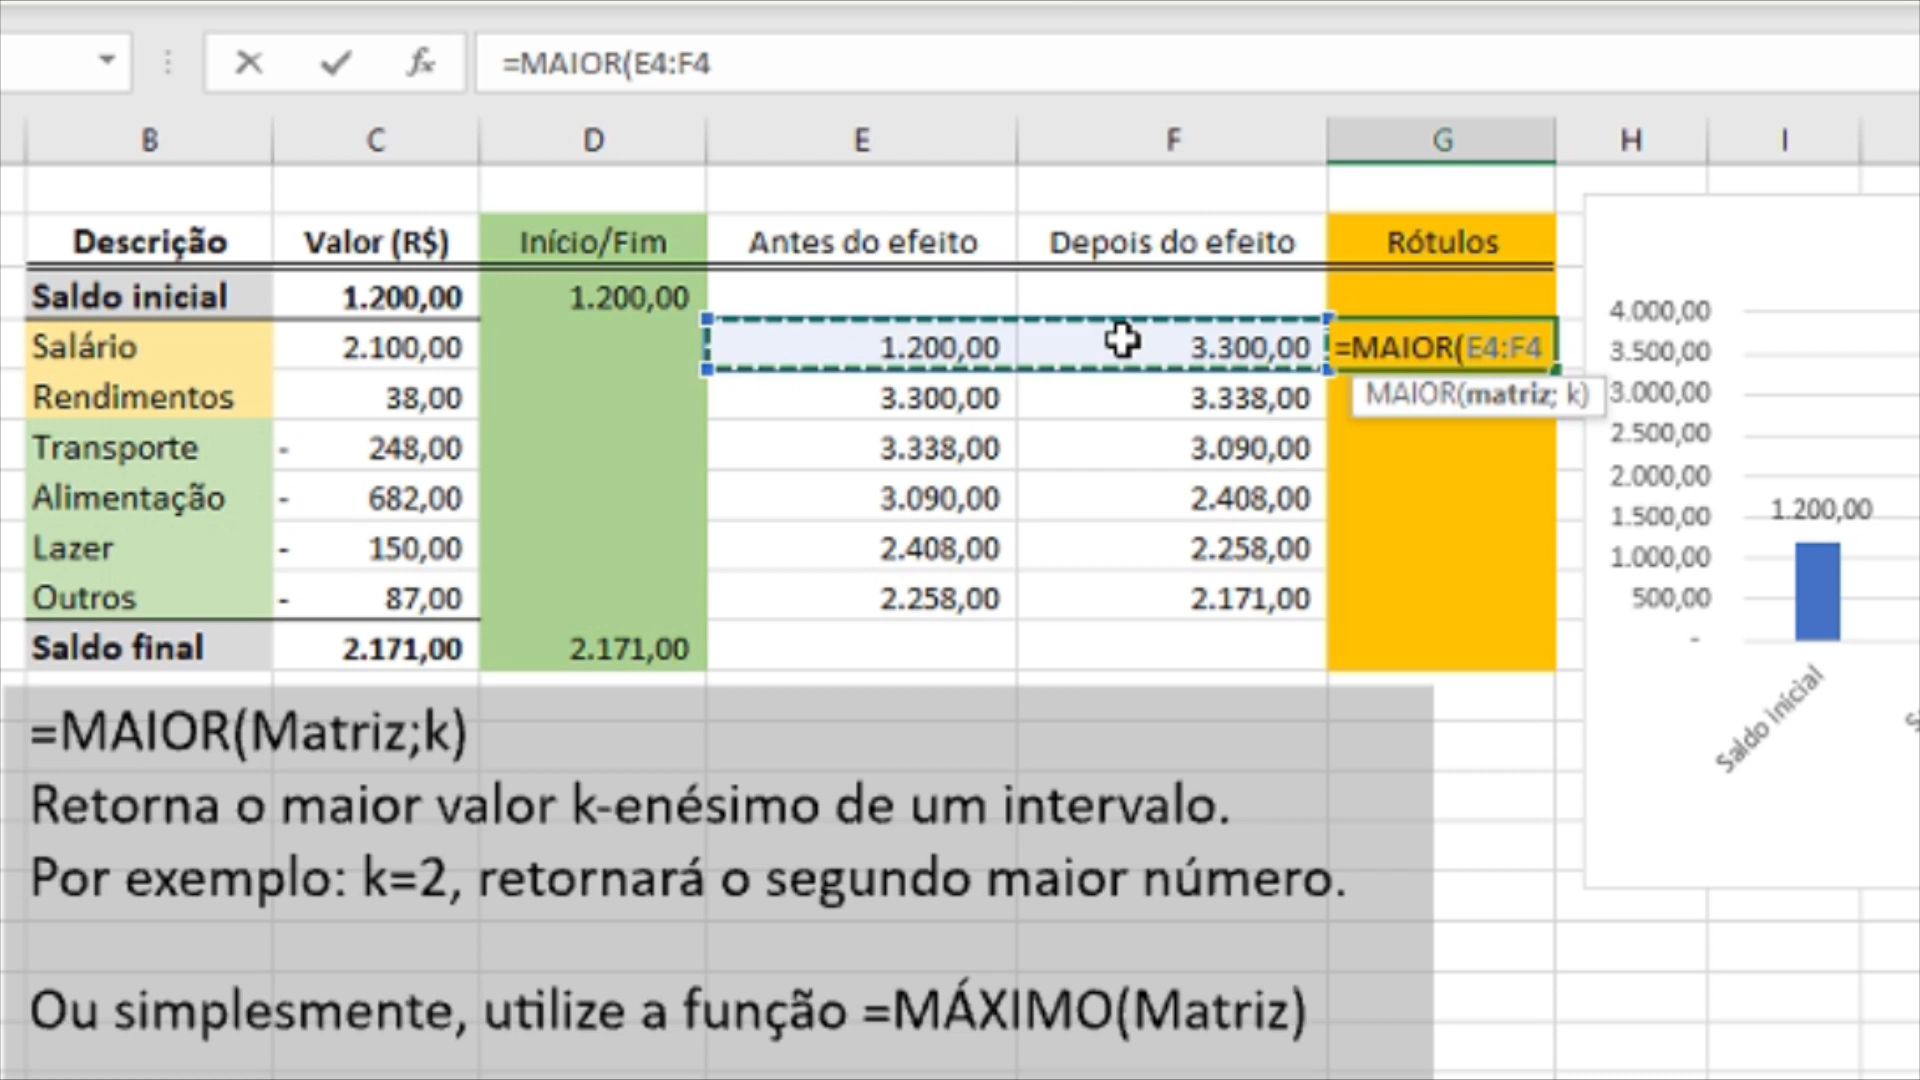 =MAIOR(E4:F4
B C D E F G H I
Descrição Valor (R$) Início/Fim Antes do efeito Depois do efeito Rótulos
Saldo inicial 1.200,00 1.200,00
Salário 2.100,00 1.200,00 3.300,00 =MAIOR(E4:F4
MAIOR(matriz; k)
Rendimentos 38,00 3.300,00 3.338,00
Transporte - 248,00 3.338,00 3.090,00
Alimentação - 682,00 3.090,00 2.408,00
Lazer - 150,00 2.408,00 2.258,00
Outros - 87,00 2.258,00 2.171,00
Saldo final 2.171,00 2.171,00
4.000,00
3.500,00
3.000,00
2.500,00
2.000,00
1.500,00
1.000,00
500,00
-
1.200,00
Saldo inicial
=MAIOR(Matriz;k)
Retorna o maior valor k-enésimo de um intervalo.
Por exemplo: k=2, retornará o segundo maior número.
Ou simplesmente, utilize a função =MÁXIMO(Matriz)